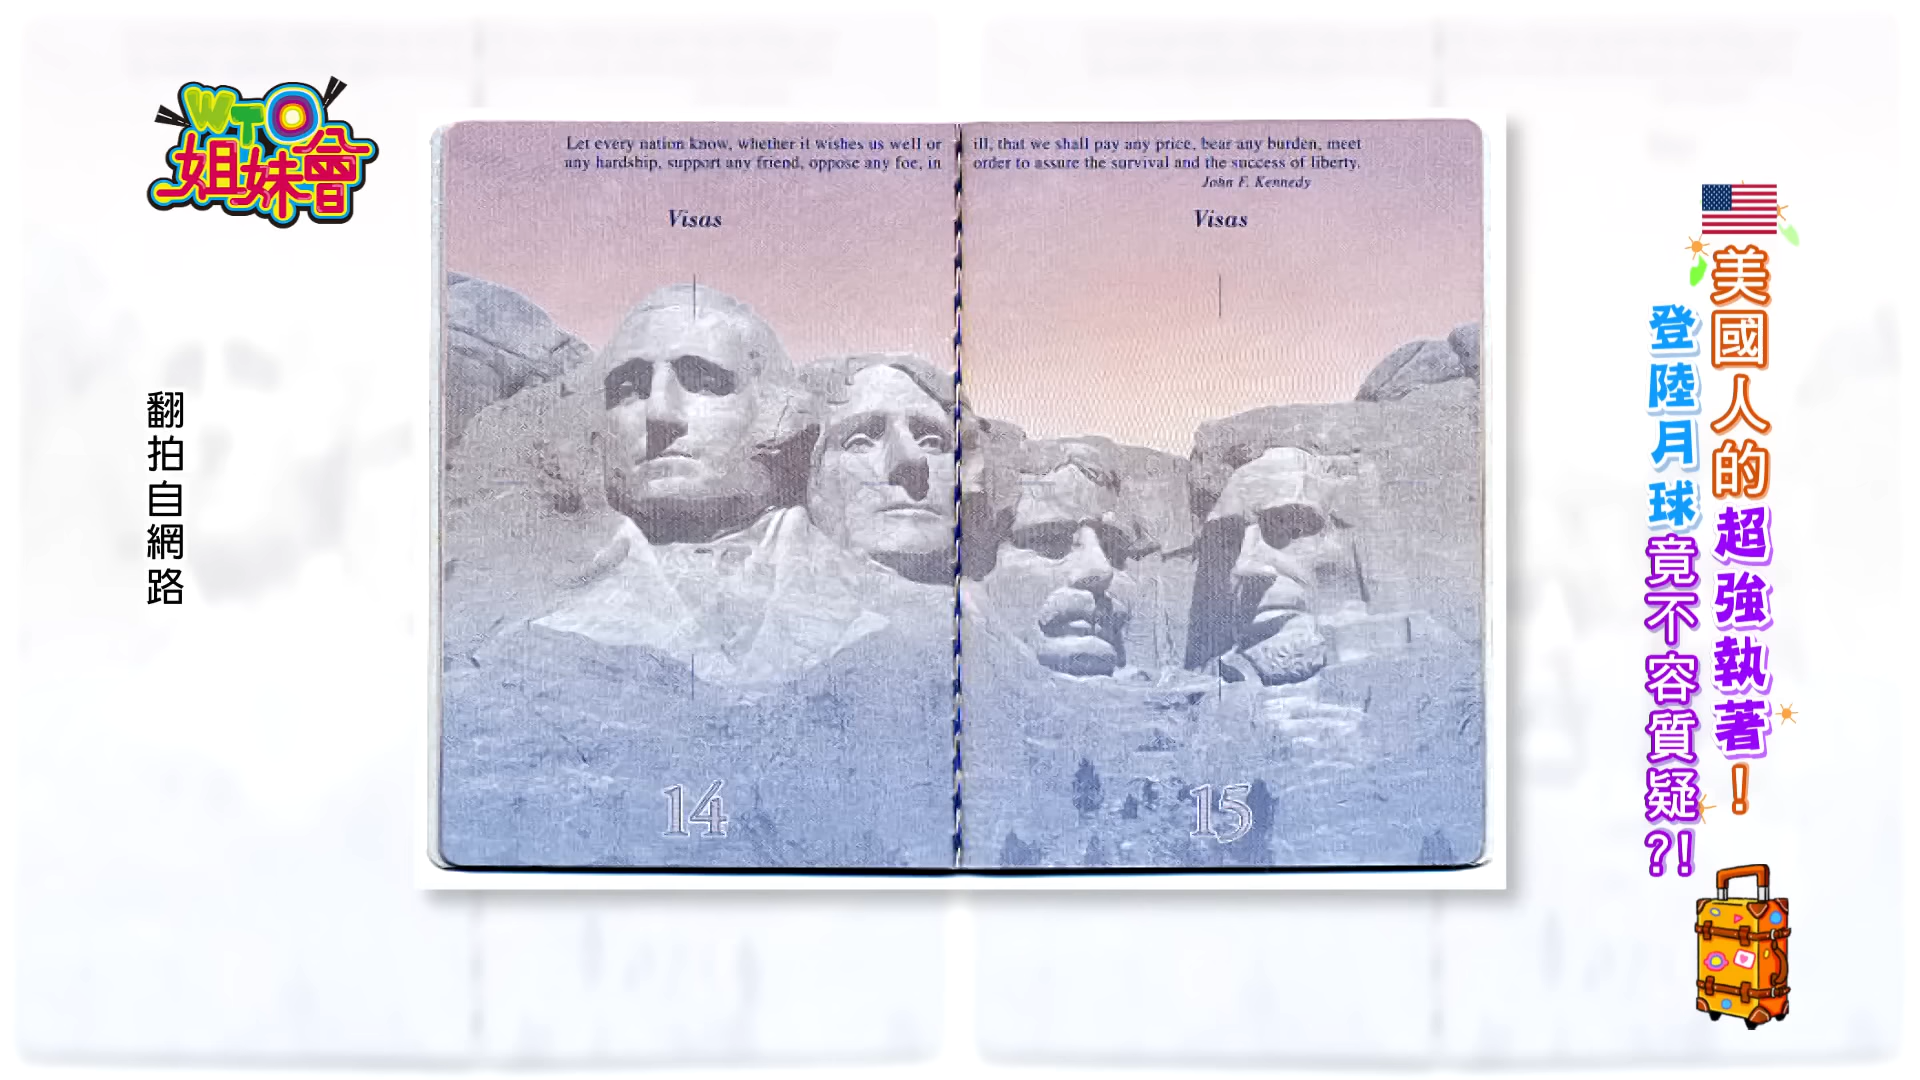 WTO
姐妹會
翻拍自網路
Let every nation know, whether it wishes us well or
any hardship, support any friend, oppose any foe, in
Visas
14
ill, that we shall pay any price, bear any burden, meet
order to assure the survival and the success of liberty.
John F. Kennedy
Visas
15
美國人的超強執著！
登陸月球竟不容質疑?!